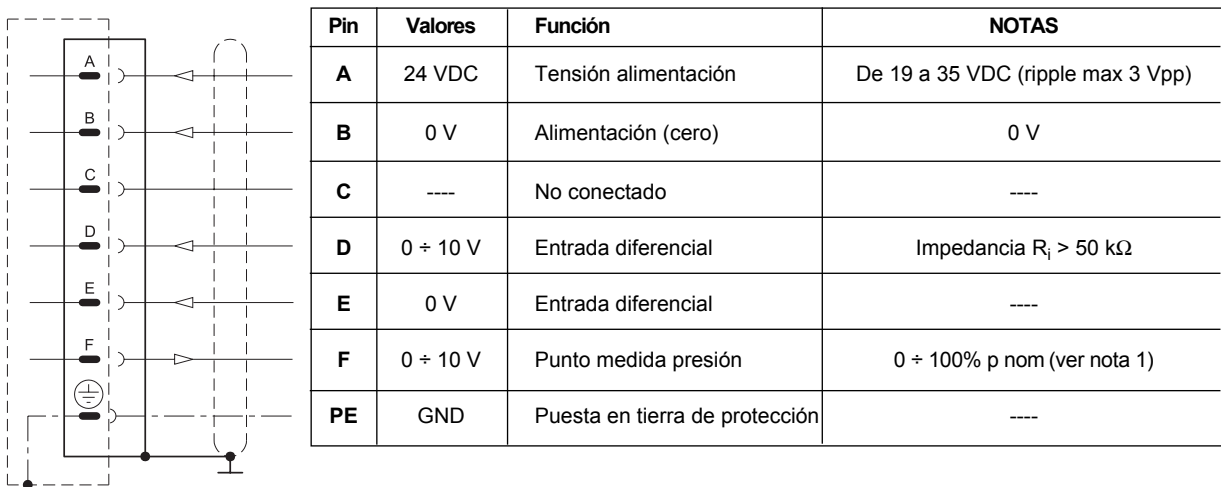 A
B
C
D
E
F
Pin Valores Función NOTAS
A 24 VDC Tensión alimentación De 19 a 35 VDC (ripple max 3 Vpp)
B 0 V Alimentación (cero) 0 V
C ---- No conectado ----
D 0 ÷ 10 V Entrada diferencial Impedancia Ri > 50 kΩ
E 0 V Entrada diferencial ----
F 0 ÷ 10 V Punto medida presión 0 ÷ 100% p nom (ver nota 1)
PE GND Puesta en tierra de protección ----